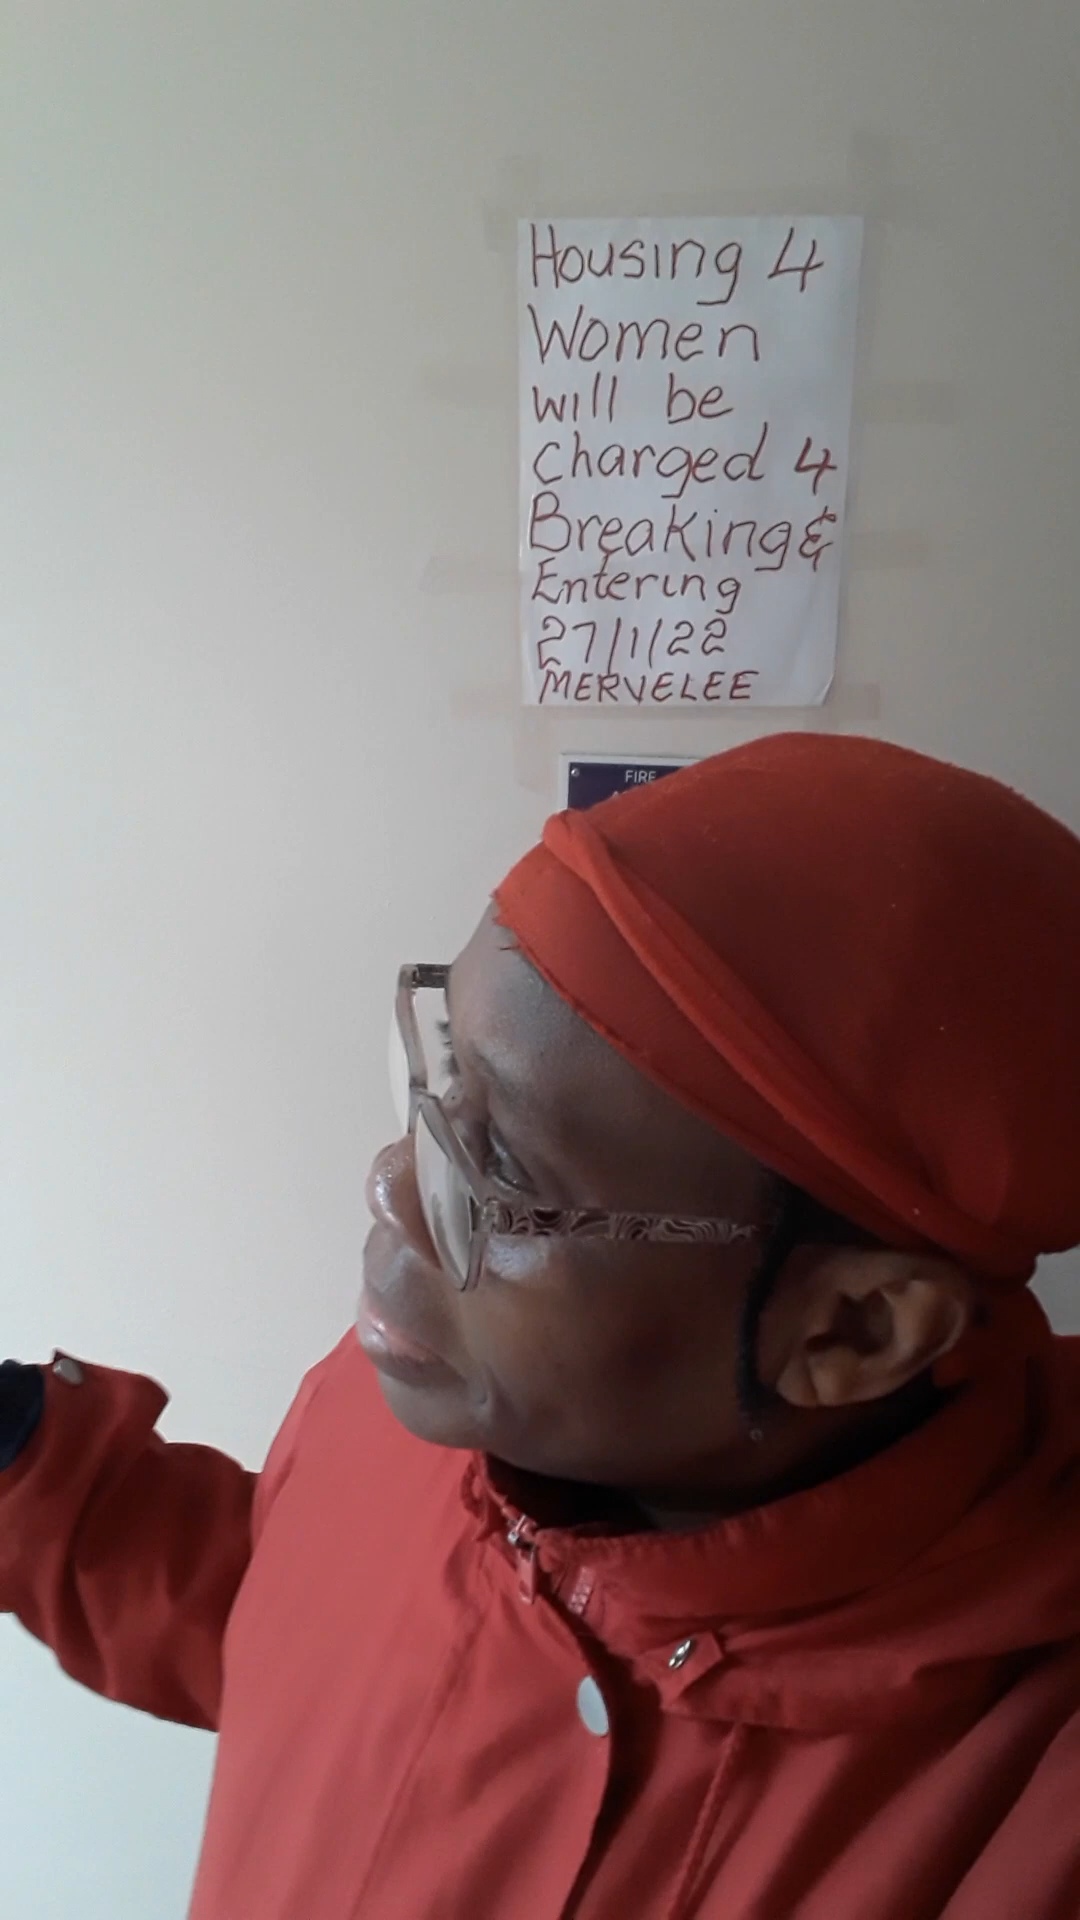 Housing 4
Women
will be
charged 4
Breaking &
Entering
27/1/22
MERVELEE
FIRE